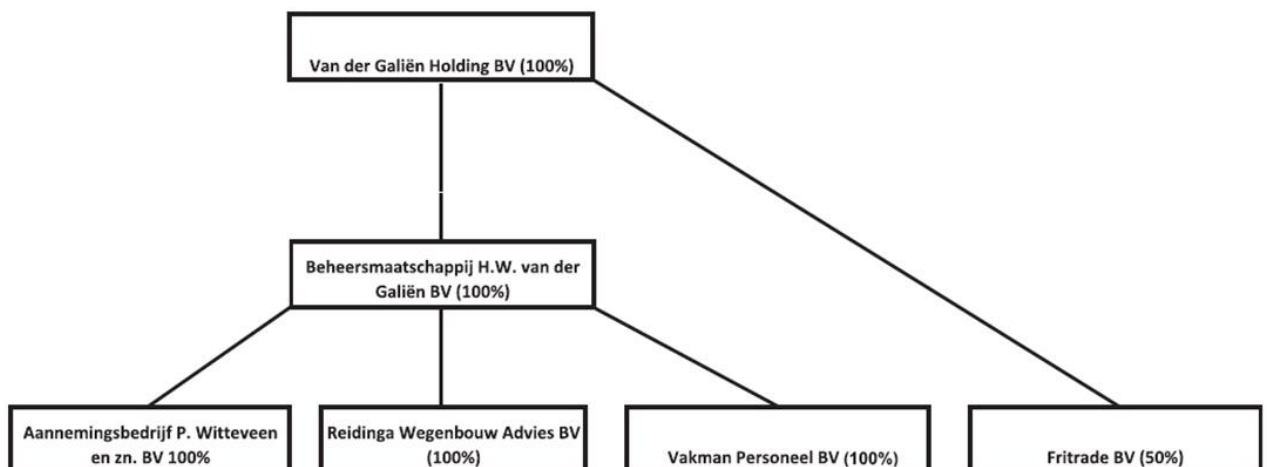 Van der Galiën Holding BV (100%)
Beheersmaatschappij H.W. van der
Galiën BV (100%)
Aannemingsbedrijf P. Witteveen
en zn. BV 100%
Reidinga Wegenbouw Advies BV
(100%)
Vakman Personeel BV (100%)
Fritrade BV (50%)